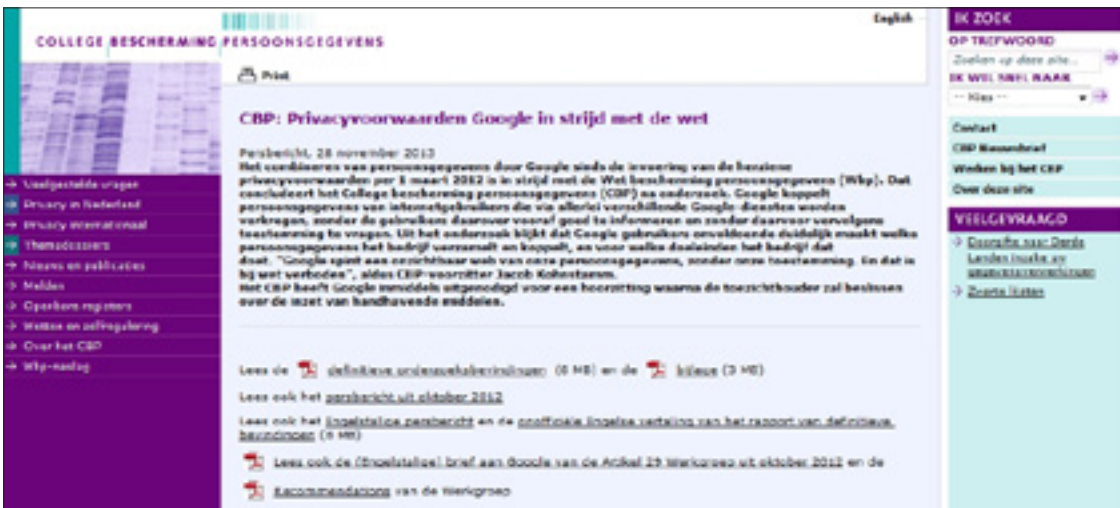 English
COLLEGE BESCHERMING PERSOONSGEGEVENS
Print
CBP: Privacyvoorwaarden Google in strijd met de wet
Persbericht, 28 november 2013
Het combineren van persoonsgegevens door Google sinds de invoering van de herziene
privacyvoorwaarden per 1 maart 2012 is in strijd met de Wet bescherming persoonsgegevens (Wbp). Dat
concludeert het College bescherming persoonsgegevens (CBP) na onderzoek. Google koppelt
persoonsgegevens van internetgebruikers die via allerlei verschillende Google diensten worden
verkregen, zonder de gebruikers daarover vooraf goed te informeren en zonder daarvoor vervolgens
toestemming te vragen. Uit het onderzoek blijkt dat Google gebruikers onvoldoende duidelijk maakt welke
persoonsgegevens het bedrijf verzamelt en koppelt, en voor welke doeleinden het bedrijf dat
doet. "Google spint een onzichtbaar web van onze persoonsgegevens, zonder onze toestemming. En dat is
bij wet verboden", aldus CBP-voorzitter Jacob Kohnstamm.
Het CBP heeft Google inmiddels uitgenodigd voor een hoorzitting waarna de toezichthouder zal beslissen
over de inzet van handhavende middelen.
Lees de definitieve onderzoeksbevindingen (6 MB) en de bijlage (3 MB)
Lees ook het persbericht uit oktober 2012
Lees ook het Engelstalige persbericht en de onofficiële Engelse vertaling van het rapport van definitieve
bevindingen (6 MB)
Lees ook de (Engelstalige) brief aan Google van de Artikel 29 Werkgroep uit oktober 2012 en de
Recommendations van de Werkgroep
→ Veelgestelde vragen
→ Privacy in Nederland
→ Privacy internationaal
→ Themadossiers
→ Nieuws en publicaties
→ Melden
→ Openbare registers
→ Wetten en zelfregulering
→ Over het CBP
→ Wbp-naslag
IK ZOEK
OP TREFWOORD
Zoeken op deze site...
IK WIL SNEL NAAR
-- Kies --
Contact
CBP Nieuwsbrief
Werken bij het CBP
Over deze site
VEELGEVRAAGD
→ Doorgifte naar Derde
Landen inzake uw
→ Zwarte lijsten